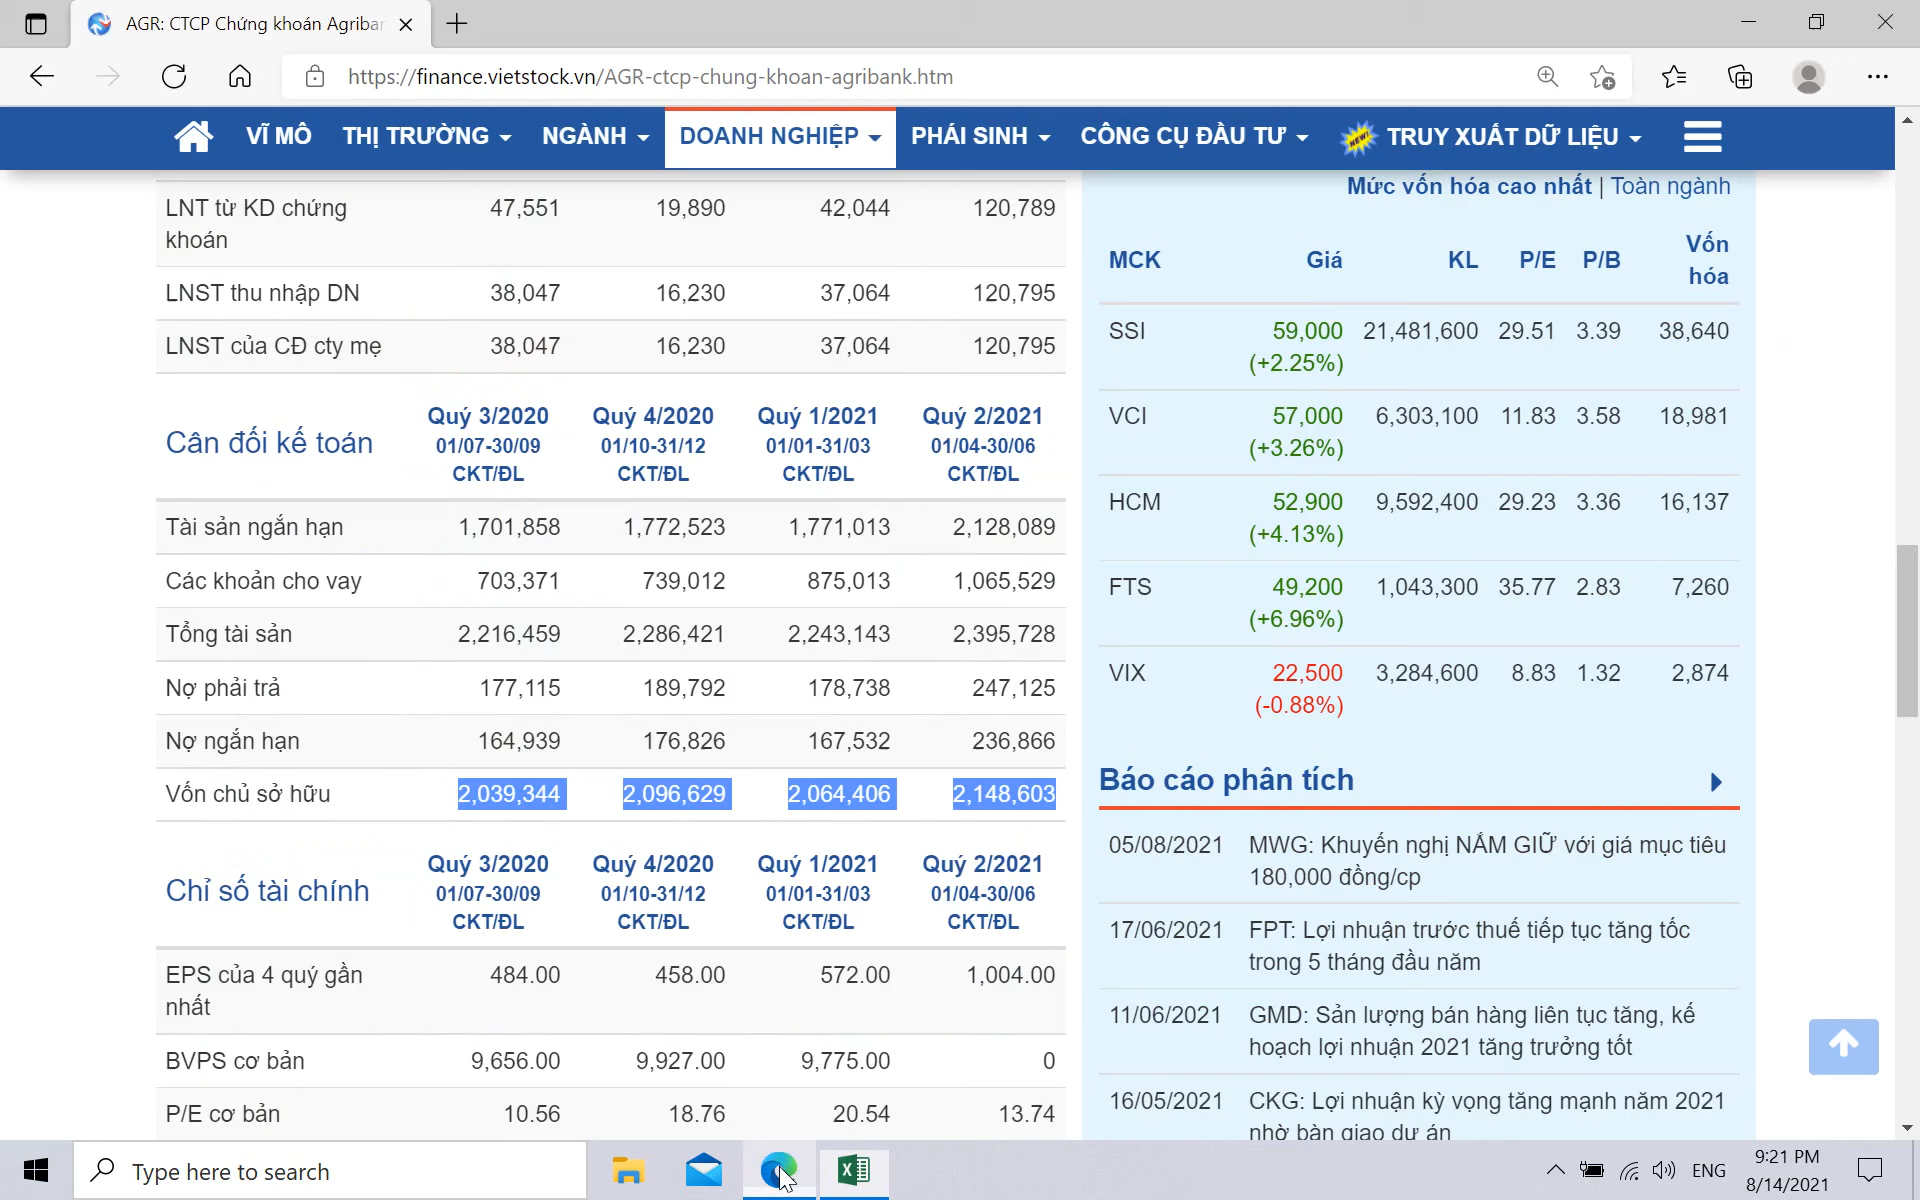 AGR: CTCP Chứng khoán Agriba
https://finance.vietstock.vn/AGR-ctcp-chung-khoan-agribank.htm
VĨ MÔ THỊ TRƯỜNG NGÀNH DOANH NGHIỆP PHÁI SINH CÔNG CỤ ĐẦU TƯ TRUY XUẤT DỮ LIỆU
LNT từ KD chứng khoán 47,551 19,890 42,044 120,789
LNST thu nhập DN 38,047 16,230 37,064 120,795
LNST của CĐ cty mẹ 38,047 16,230 37,064 120,795
Cân đối kế toán
Quý 3/2020 Quý 4/2020 Quý 1/2021 Quý 2/2021
01/07-30/09 01/10-31/12 01/01-31/03 01/04-30/06
CKT/ĐL CKT/ĐL CKT/ĐL CKT/ĐL
Tài sản ngắn hạn 1,701,858 1,772,523 1,771,013 2,128,089
Các khoản cho vay 703,371 739,012 875,013 1,065,529
Tổng tài sản 2,216,459 2,286,421 2,243,143 2,395,728
Nợ phải trả 177,115 189,792 178,738 247,125
Nợ ngắn hạn 164,939 176,826 167,532 236,866
Vốn chủ sở hữu 2,039,344 2,096,629 2,064,406 2,148,603
Chỉ số tài chính
Quý 3/2020 Quý 4/2020 Quý 1/2021 Quý 2/2021
01/07-30/09 01/10-31/12 01/01-31/03 01/04-30/06
CKT/ĐL CKT/ĐL CKT/ĐL CKT/ĐL
EPS của 4 quý gần nhất 484.00 458.00 572.00 1,004.00
BVPS cơ bản 9,656.00 9,927.00 9,775.00 0
P/E cơ bản 10.56 18.76 20.54 13.74
Mức vốn hóa cao nhất | Toàn ngành
MCK Giá KL P/E P/B Vốn hóa
SSI 59,000 21,481,600 29.51 3.39 38,640
(+2.25%)
VCI 57,000 6,303,100 11.83 3.58 18,981
(+3.26%)
HCM 52,900 9,592,400 29.23 3.36 16,137
(+4.13%)
FTS 49,200 1,043,300 35.77 2.83 7,260
(+6.96%)
VIX 22,500 3,284,600 8.83 1.32 2,874
(-0.88%)
Báo cáo phân tích
05/08/2021 MWG: Khuyến nghị NẮM GIỮ với giá mục tiêu
180,000 đồng/cp
17/06/2021 FPT: Lợi nhuận trước thuế tiếp tục tăng tốc
trong 5 tháng đầu năm
11/06/2021 GMD: Sản lượng bán hàng liên tục tăng, kế
hoạch lợi nhuận 2021 tăng trưởng tốt
16/05/2021 CKG: Lợi nhuận kỳ vọng tăng mạnh năm 2021
nhờ bàn giao dự án
Type here to search
ENG
9:21 PM
8/14/2021